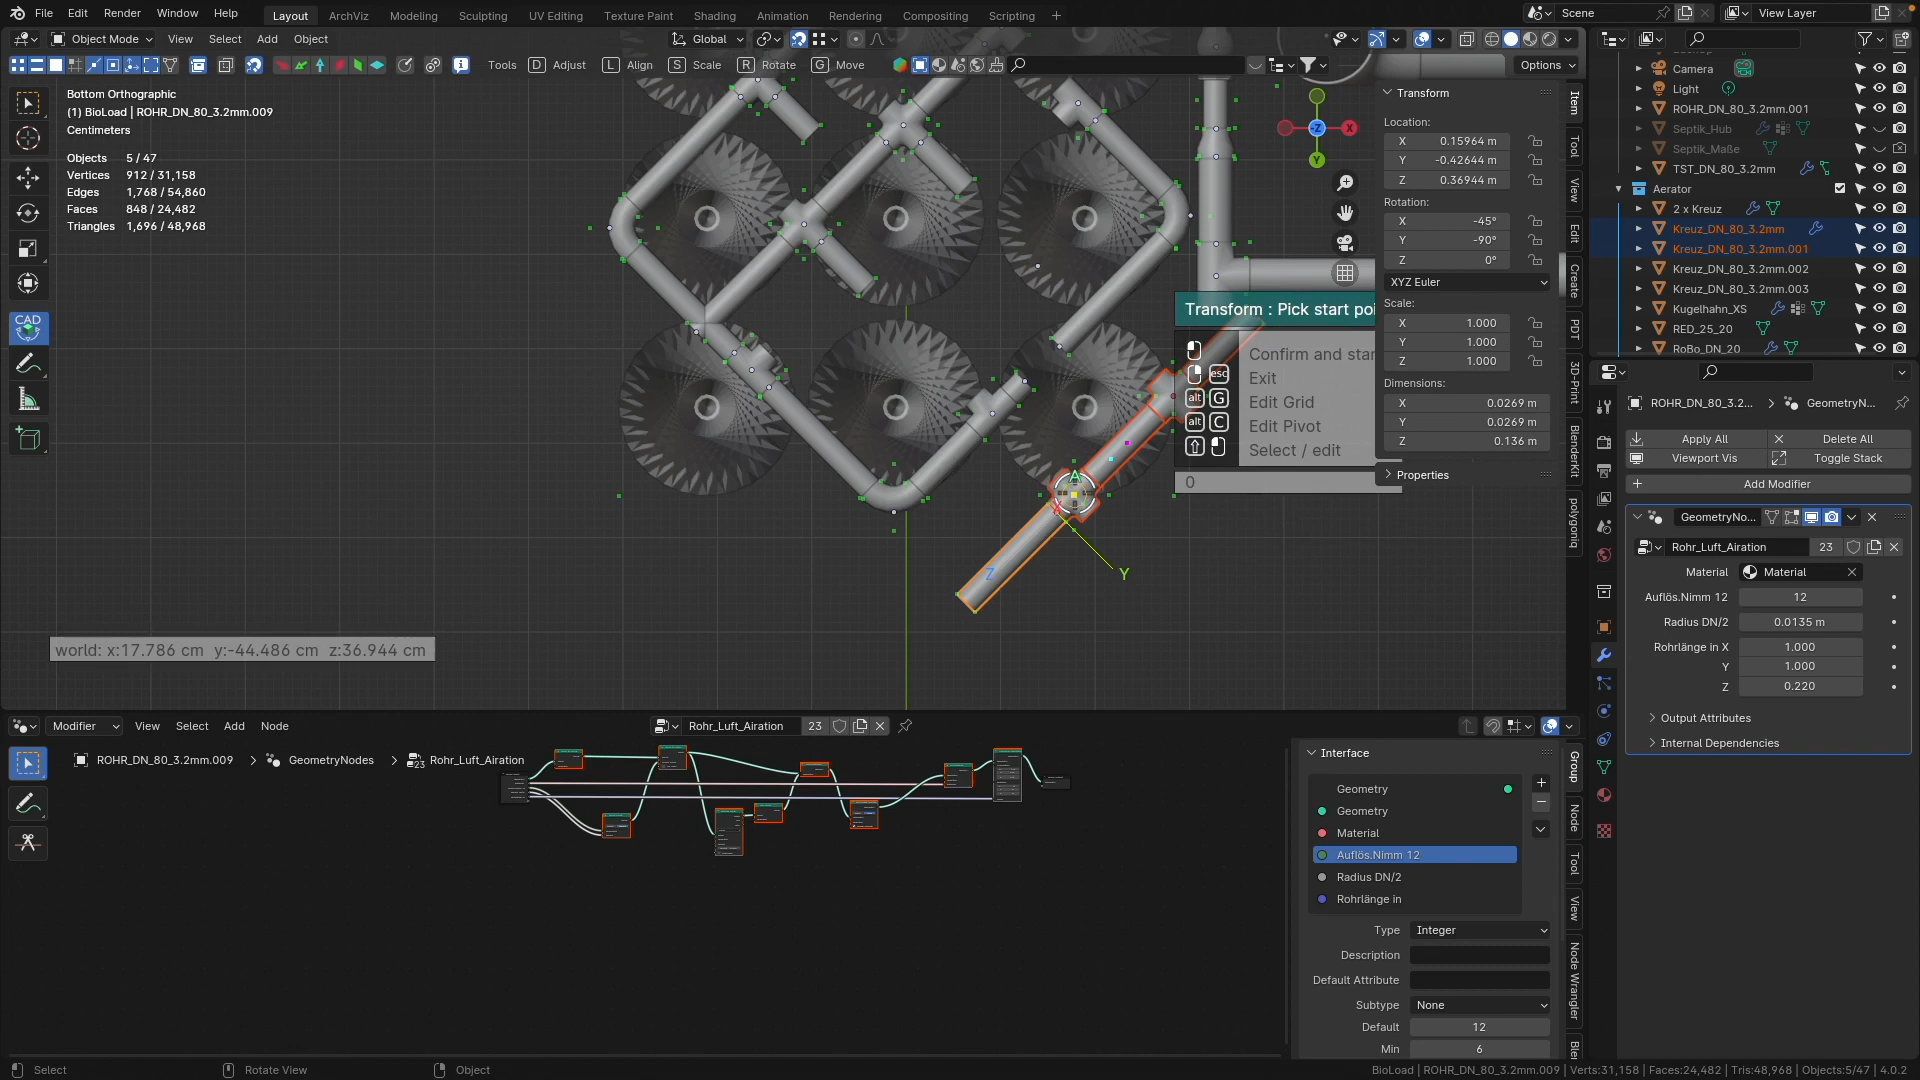 File Edit Render Window Help
Layout ArchViz Modeling Sculpting UV Editing Texture Paint Shading Animation Rendering Compositing Scripting +
Scene
View Layer
Object Mode View Select Add Object
Global
Tools D Adjust L Align S Scale R Rotate G Move
Options
Bottom Orthographic
(1) BioLoad | ROHR_DN_80_3.2mm.009
Centimeters
Objects 5 / 47
Vertices 912 / 31,158
Edges 1,768 / 54,860
Faces 848 / 24,482
Triangles 1,696 / 48,968
CAD
-Z
X
Y
Transform : Pick start poi
Confirm and star
esc Exit
alt G Edit Grid
alt C Edit Pivot
Select / edit
0
A
X
Z
Y
world: x:17.786 cm y:-44.486 cm z:36.944 cm
Transform
Location:
X 0.15964 m
Y -0.42644 m
Z 0.36944 m
Rotation:
X -45°
Y -90°
Z 0°
XYZ Euler
Scale:
X 1.000
Y 1.000
Z 1.000
Dimensions:
X 0.0269 m
Y 0.0269 m
Z 0.136 m
Properties
Item
Tool
View
Edit
Create
PDT
3D-Print
BlenderKit
polygoniq
Camera
Light
ROHR_DN_80_3.2mm.001
Septik_Hub
Septik_Maße
TST_DN_80_3.2mm
Aerator
2 x Kreuz
Kreuz_DN_80_3.2mm
Kreuz_DN_80_3.2mm.001
Kreuz_DN_80_3.2mm.002
Kreuz_DN_80_3.2mm.003
Kugelhahn_XS
RED_25_20
RoBo_DN_20
ROHR_DN_80_3.2... > GeometryN...
Apply All Delete All
Viewport Vis Toggle Stack
Add Modifier
GeometryNo...
Rohr_Luft_Airation 23
Material Material
Auflös.Nimm 12 12
Radius DN/2 0.0135 m
Rohrlänge in X 1.000
Y 1.000
Z 0.220
Output Attributes
Internal Dependencies
Modifier View Select Add Node
Rohr_Luft_Airation 23
ROHR_DN_80_3.2mm.009 > GeometryNodes > 23 Rohr_Luft_Airation
Interface
Geometry
Geometry
Material
Auflös.Nimm 12
Radius DN/2
Rohrlänge in
Type Integer
Description
Default Attribute
Subtype None
Default 12
Min 6
Group
Node
Tool
View
Node Wrangler
Select Rotate View Object
BioLoad | ROHR_DN_80_3.2mm.009 | Verts:31,158 | Faces:24,482 | Tris:48,968 | Objects:5/47 | 4.0.2